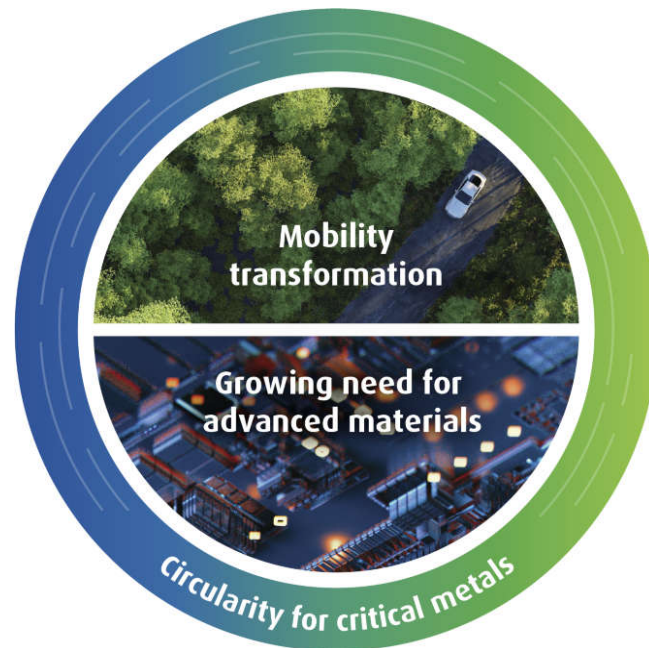 Mobility
transformation
Growing need for
advanced materials
Circularity for critical metals